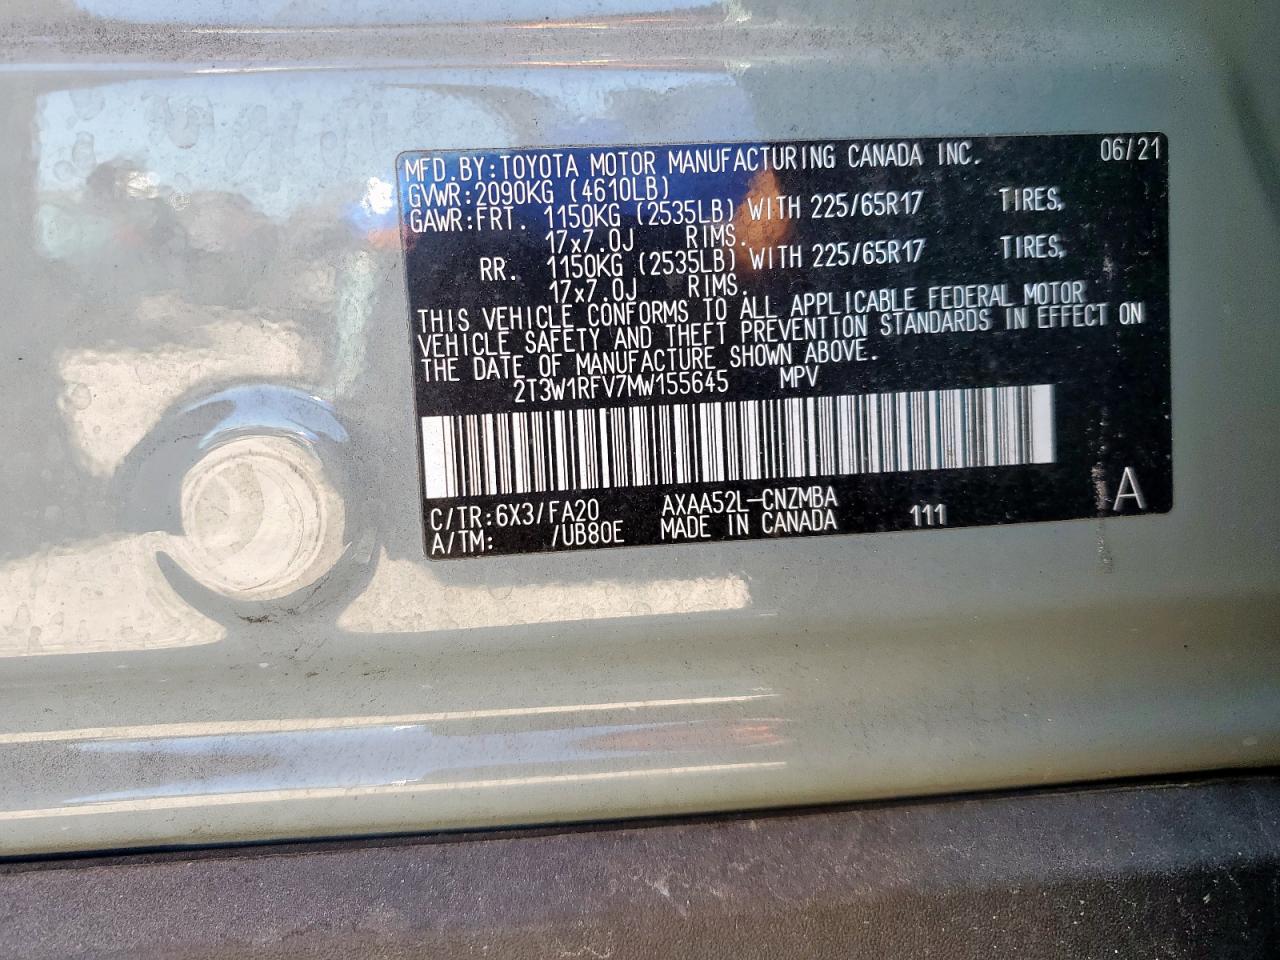 MFD.BY:TOYOTA MOTOR MANUFACTURING CANADA INC. 06/21
GVWR:2090KG (4610LB)
GAWR:FRT. 1150KG (2535LB) WITH 225/65R17 TIRES,
17x7.0J RIMS.
RR. 1150KG (2535LB) WITH 225/65R17 TIRES,
17x7.0J RIMS.
THIS VEHICLE CONFORMS TO ALL APPLICABLE FEDERAL MOTOR
VEHICLE SAFETY AND THEFT PREVENTION STANDARDS IN EFFECT ON
THE DATE OF MANUFACTURE SHOWN ABOVE.
2T3W1RFV7MW155645 MPV
C/TR:6X3/FA20 AXAA52L-CNZMBA 111 A
A/TM: /UB80E MADE IN CANADA